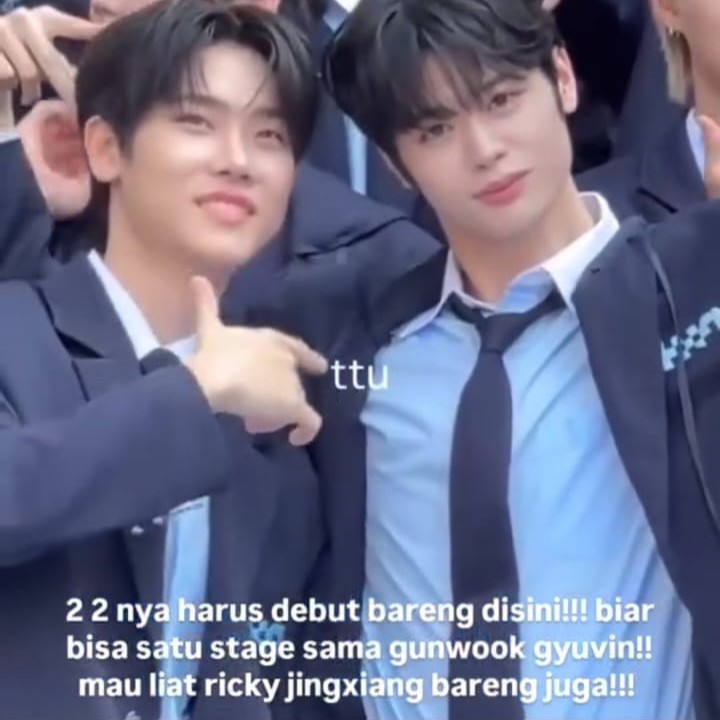 ttu
2 2 nya harus debut bareng disini!!! biar
bisa satu stage sama gunwook gyuvin!!
mau liat ricky jingxiang bareng juga!!!